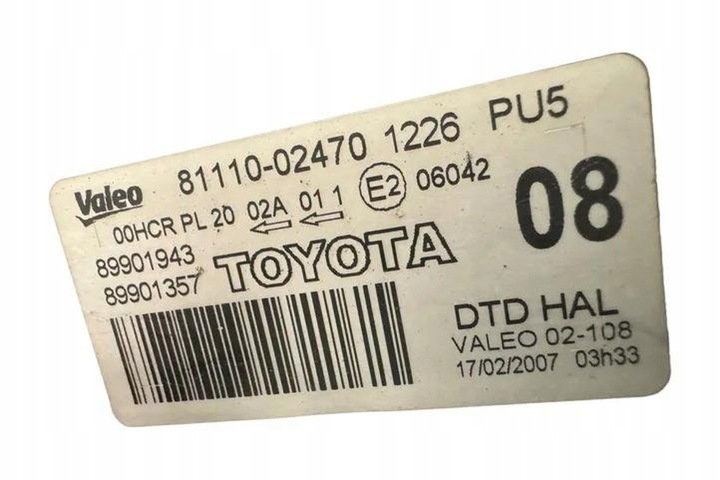 Valeo 81110-02470 1226 PU5
00HCR PL 20 02A 01 1 E2 06042 08
89901943
89901357 TOYOTA
DTD HAL
VALEO 02-108
17/02/2007 03h33